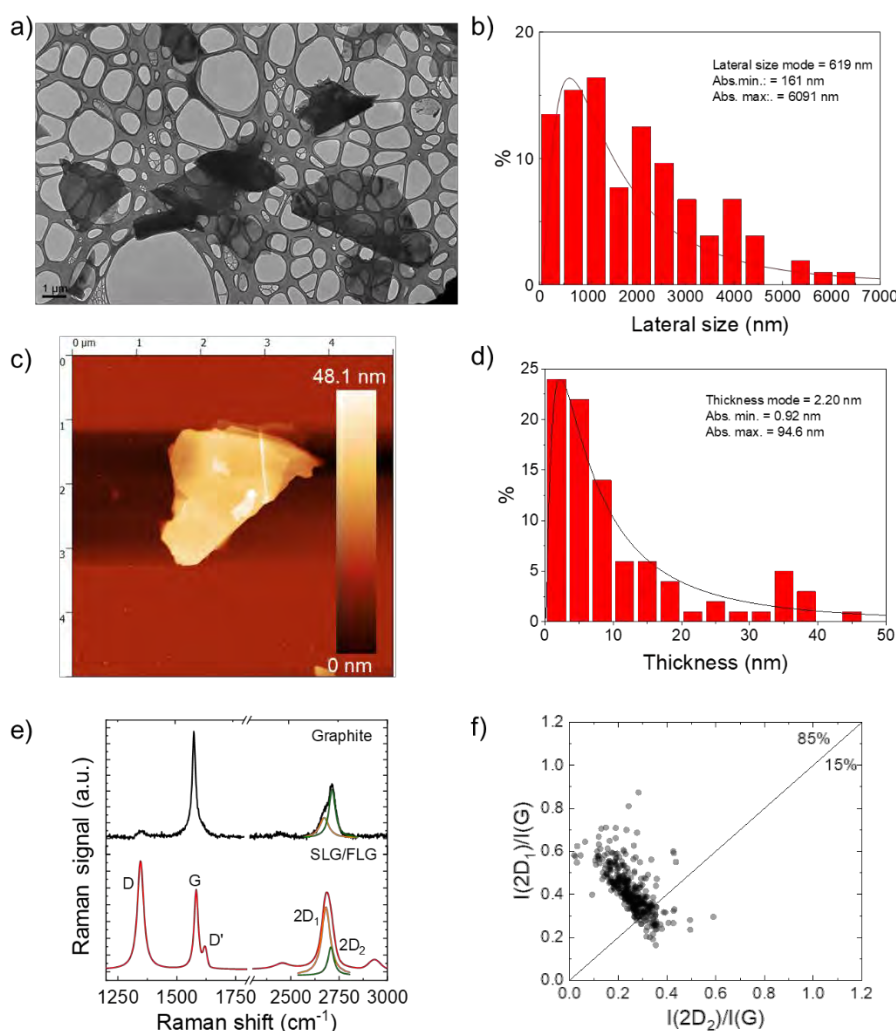 a)
1 µm
b)
20
15
10
5
0
%
Lateral size mode = 619 nm
Abs.min.: = 161 nm
Abs. max:. = 6091 nm
0 1000 2000 3000 4000 5000 6000 7000
Lateral size (nm)
c)
0 µm 1 2 3 4
0
1
2
3
4
48.1 nm
0 nm
d)
25
20
15
10
5
0
%
Thickness mode = 2.20 nm
Abs. min. = 0.92 nm
Abs. max. = 94.6 nm
0 10 20 30 40 50
Thickness (nm)
e)
Raman signal (a.u.)
Graphite
SLG/FLG
D
G
D'
2D₁
2D₂
1250 1500 1750 2500 2750 3000
Raman shift (cm⁻¹)
f)
1.2
1.0
0.8
0.6
0.4
0.2
0.0
I(2D₁)/I(G)
85%
15%
0.0 0.2 0.4 0.6 0.8 1.0 1.2
I(2D₂)/I(G)